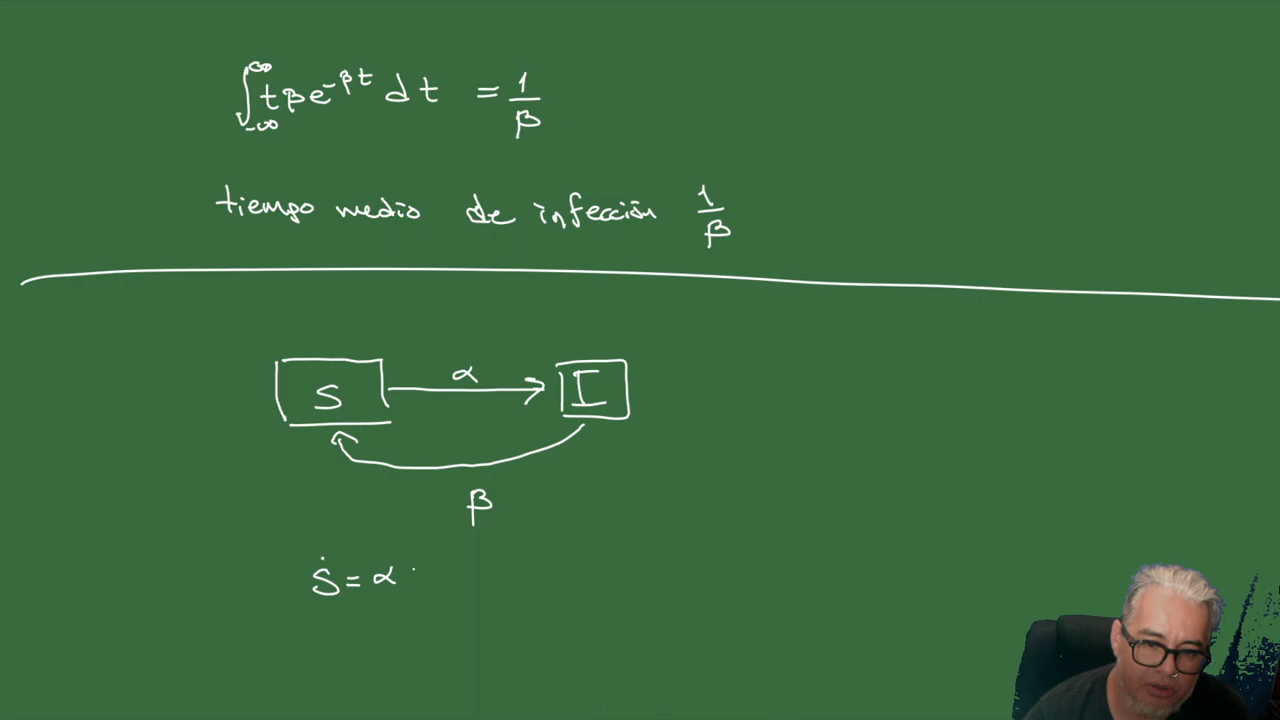 ∫_{-∞}^{∞} tβe^{-βt} dt = 1/β
tiempo medio de infección 1/β
S α I
β
Ṡ = α